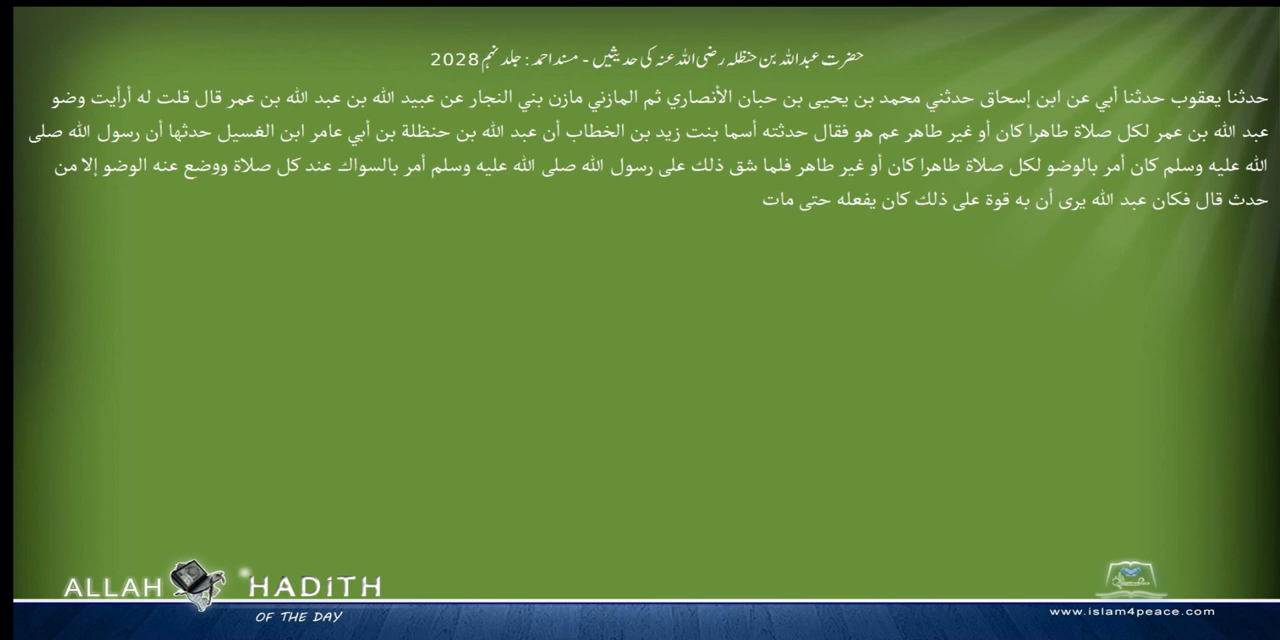 حضرت عبداللہ بن حنظلہ رضی اللہ عنہ کی حدیثیں - مسند احمد : جلد نہم 2028
حدثنا يعقوب حدثنا أبي عن ابن إسحاق حدثني محمد بن يحيى بن حبان الأنصاري ثم المازني مازن بني النجار عن عبيد الله بن عبد الله بن عمر قال قلت له أرأيت وضو
عبد الله بن عمر لكل صلاة طاهرا كان أو غير طاهر عم هو فقال حدثته أسما بنت زيد بن الخطاب أن عبد الله بن حنظلة بن أبي عامر ابن الغسيل حدثها أن رسول الله صلى
الله عليه وسلم كان أمر بالوضو لكل صلاة طاهرا كان أو غير طاهر فلما شق ذلك على رسول الله صلى الله عليه وسلم أمر بالسواك عند كل صلاة ووضع عنه الوضو إلا من
حدث قال فكان عبد الله يرى أن به قوة على ذلك كان يفعله حتى مات
ALLAH HADITH
OF THE DAY
www.islam4peace.com